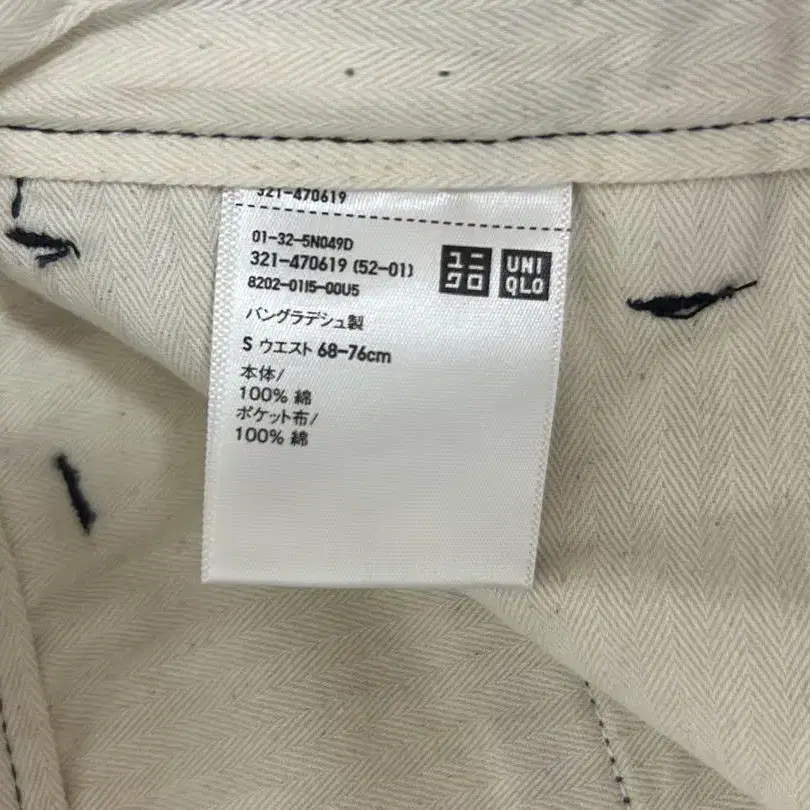 321-470619
01-32-5N049D
321-470619 (52-01)
8202-0115-00U5
ユニクロ
UNIQLO
バングラデシュ製
S ウエスト 68-76cm
本体/
100% 綿
ポケット布/
100% 綿